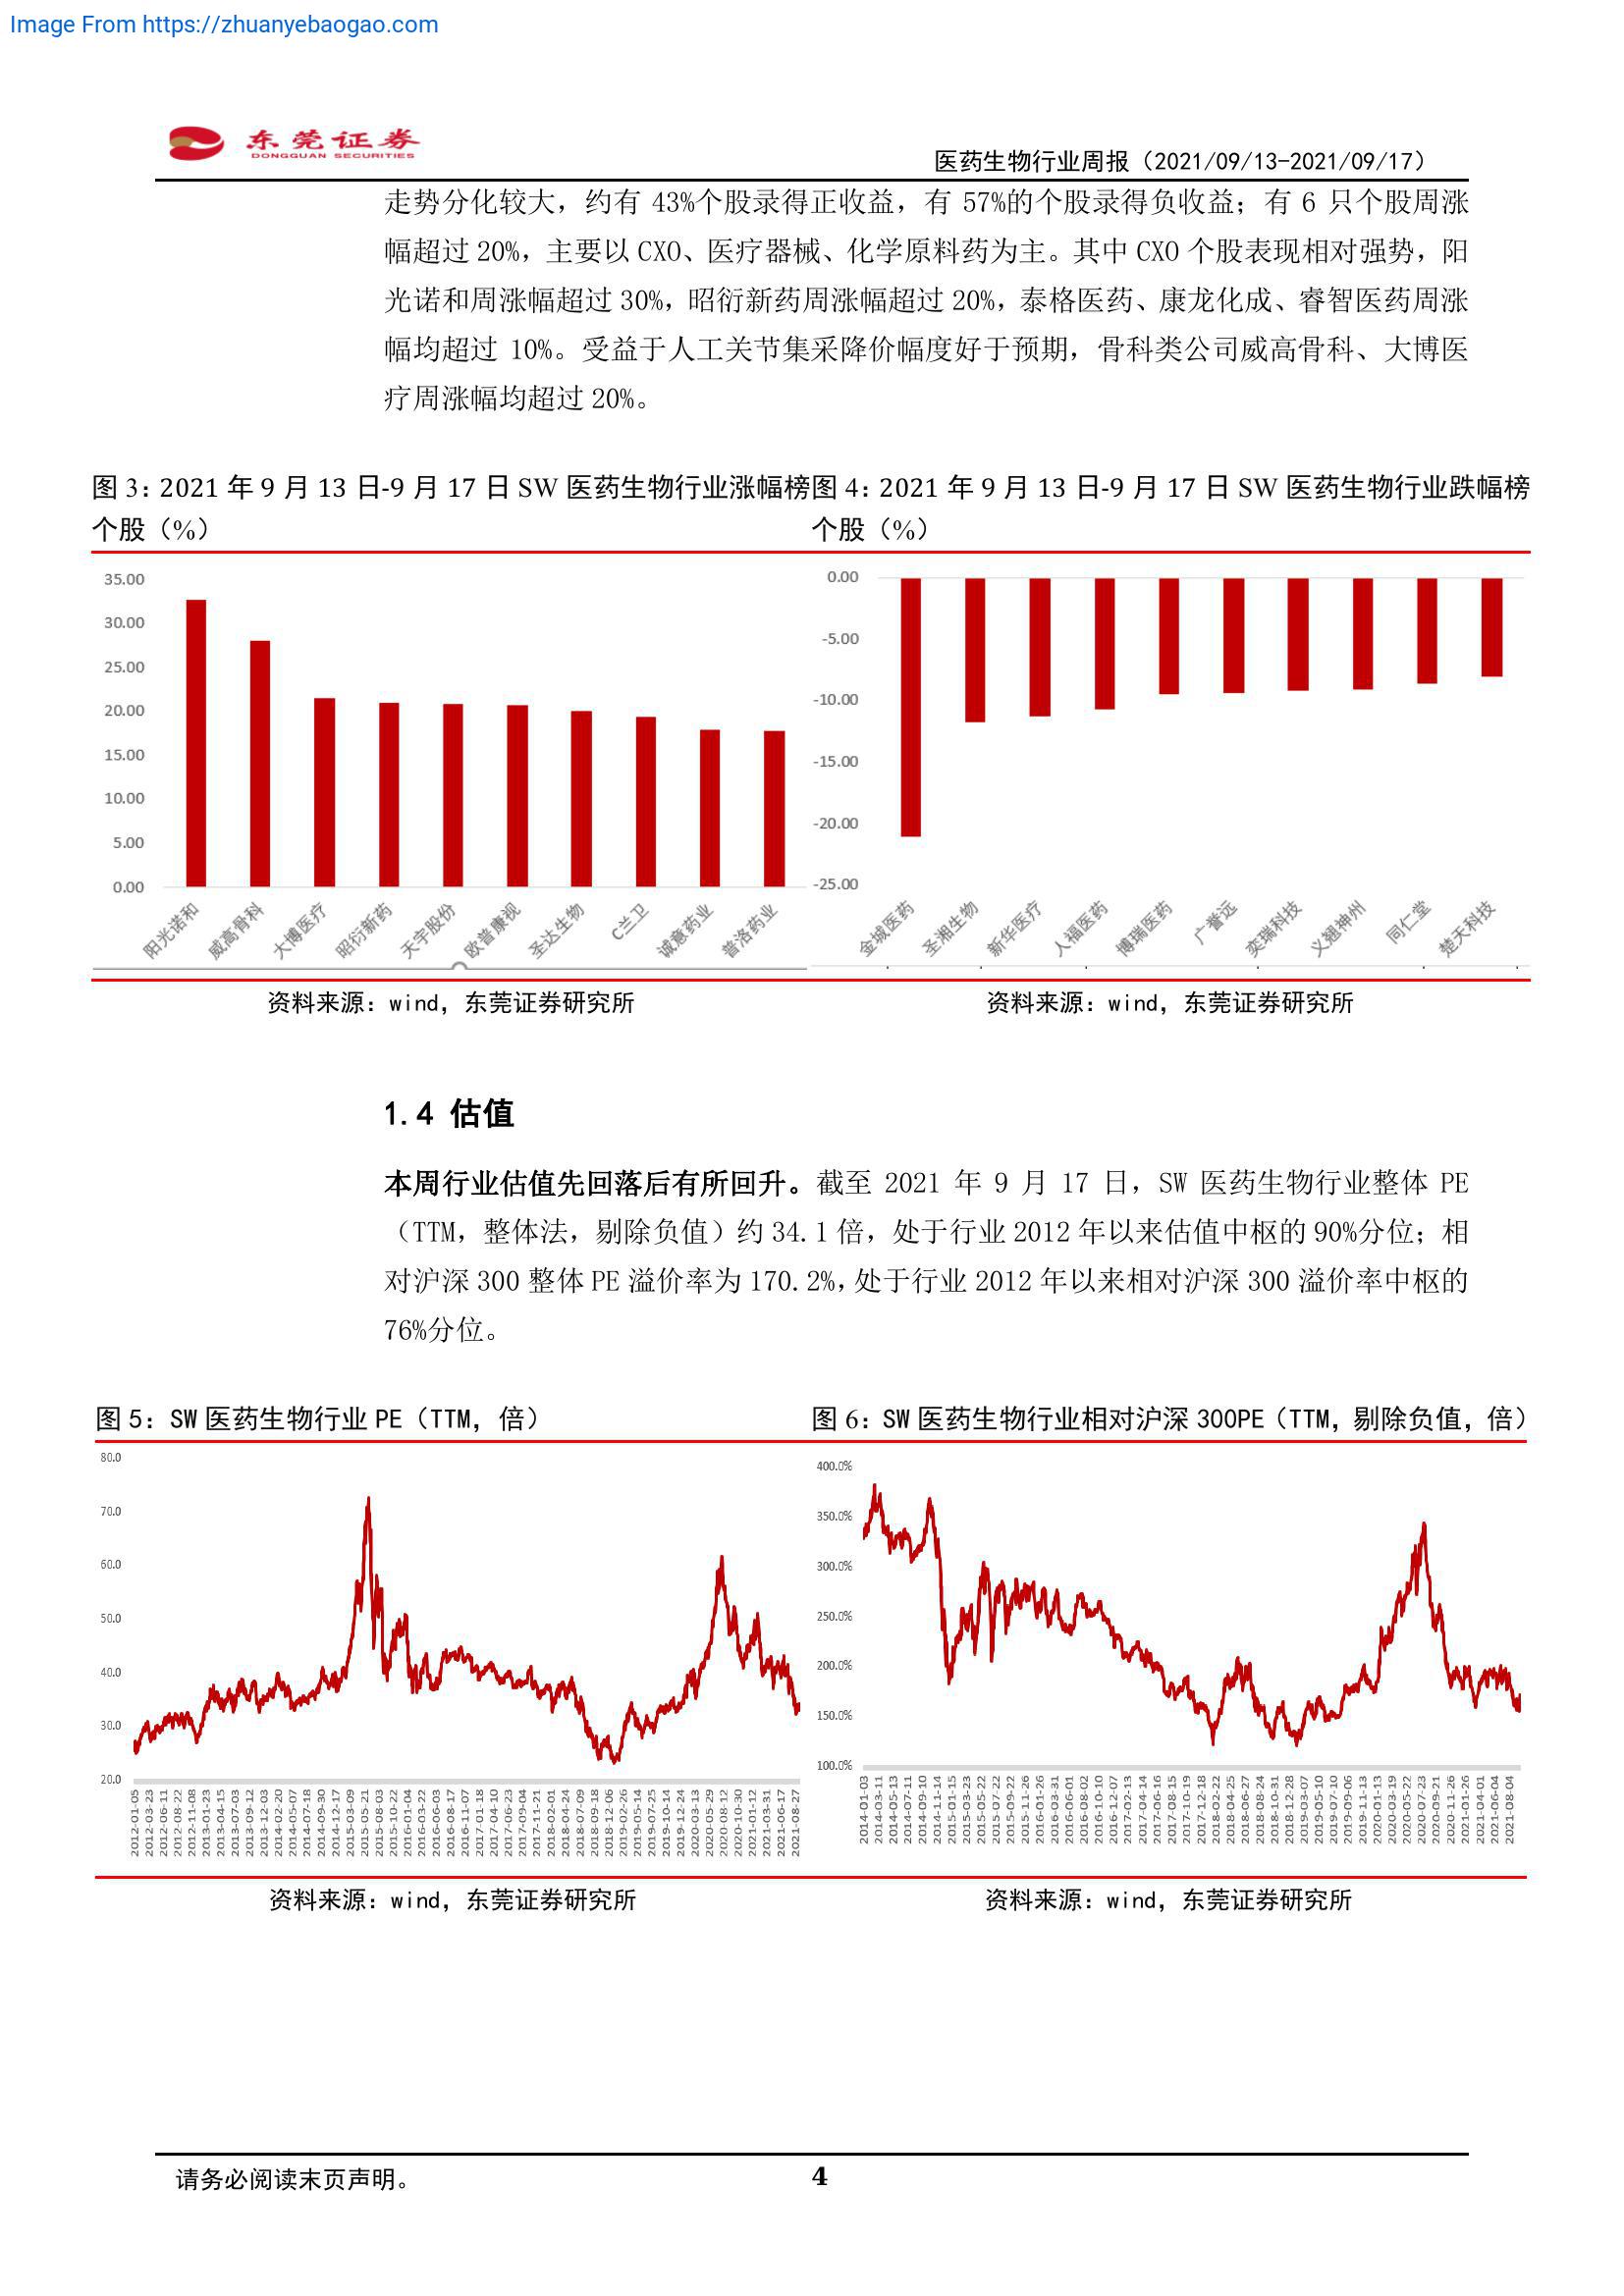 Image From https://zhuanyebaogao.com
东莞证券
DONGGUAN SECURITIES
医药生物行业周报（2021/09/13-2021/09/17）
走势分化较大，约有 43%个股录得正收益，有 57%的个股录得负收益；有 6 只个股周涨
幅超过 20%，主要以 CXO、医疗器械、化学原料药为主。其中 CXO 个股表现相对强势，阳
光诺和周涨幅超过 30%，昭衍新药周涨幅超过 20%，泰格医药、康龙化成、睿智医药周涨
幅均超过 10%。受益于人工关节集采降价幅度好于预期，骨科类公司威高骨科、大博医
疗周涨幅均超过 20%。
图 3：2021 年 9 月 13 日-9 月 17 日 SW 医药生物行业涨幅榜
个股（%）
35.00
30.00
25.00
20.00
15.00
10.00
5.00
0.00
阳光诺和
威高骨科
大博医疗
昭衍新药
天宇股份
欧普康视
圣达生物
C兰卫
诚意药业
普洛药业
资料来源：wind，东莞证券研究所
图 4：2021 年 9 月 13 日-9 月 17 日 SW 医药生物行业跌幅榜
个股（%）
0.00
-5.00
-10.00
-15.00
-20.00
-25.00
金城医药
圣湘生物
新华医疗
人福医药
博瑞医药
广誉远
奕瑞科技
义翘神州
同仁堂
楚天科技
资料来源：wind，东莞证券研究所
1.4 估值
本周行业估值先回落后有所回升。截至 2021 年 9 月 17 日，SW 医药生物行业整体 PE
（TTM，整体法，剔除负值）约 34.1 倍，处于行业 2012 年以来估值中枢的 90%分位；相
对沪深 300 整体 PE 溢价率为 170.2%，处于行业 2012 年以来相对沪深 300 溢价率中枢的
76%分位。
图 5：SW 医药生物行业 PE（TTM，倍）
80.0
70.0
60.0
50.0
40.0
30.0
20.0
2012-01-05
2012-03-23
2012-06-11
2012-08-22
2012-11-08
2013-01-23
2013-04-15
2013-07-03
2013-09-12
2013-12-03
2014-02-20
2014-05-07
2014-07-18
2014-09-30
2014-12-17
2015-03-09
2015-05-21
2015-08-03
2015-10-22
2016-01-04
2016-03-22
2016-06-03
2016-08-17
2016-11-07
2017-01-18
2017-04-10
2017-06-23
2017-09-04
2017-11-21
2018-02-01
2018-04-24
2018-07-09
2018-09-18
2018-12-06
2019-02-26
2019-05-14
2019-07-25
2019-10-14
2019-12-24
2020-03-13
2020-05-29
2020-08-12
2020-10-30
2021-01-12
2021-03-31
2021-06-17
2021-08-27
资料来源：wind，东莞证券研究所
图 6：SW 医药生物行业相对沪深 300PE（TTM，剔除负值，倍）
400.0%
350.0%
300.0%
250.0%
200.0%
150.0%
100.0%
2014-01-03
2014-03-11
2014-05-13
2014-07-11
2014-09-10
2014-11-14
2015-01-15
2015-03-23
2015-05-22
2015-07-22
2015-09-22
2015-11-26
2016-01-26
2016-03-31
2016-06-01
2016-08-02
2016-10-10
2016-12-07
2017-02-13
2017-04-14
2017-06-16
2017-08-15
2017-10-19
2017-12-18
2018-02-22
2018-04-25
2018-06-27
2018-08-24
2018-10-31
2018-12-28
2019-03-07
2019-05-10
2019-07-10
2019-09-06
2019-11-13
2020-01-13
2020-03-19
2020-05-22
2020-07-23
2020-09-21
2020-11-26
2021-01-26
2021-04-01
2021-06-04
2021-08-04
资料来源：wind，东莞证券研究所
请务必阅读末页声明。
4